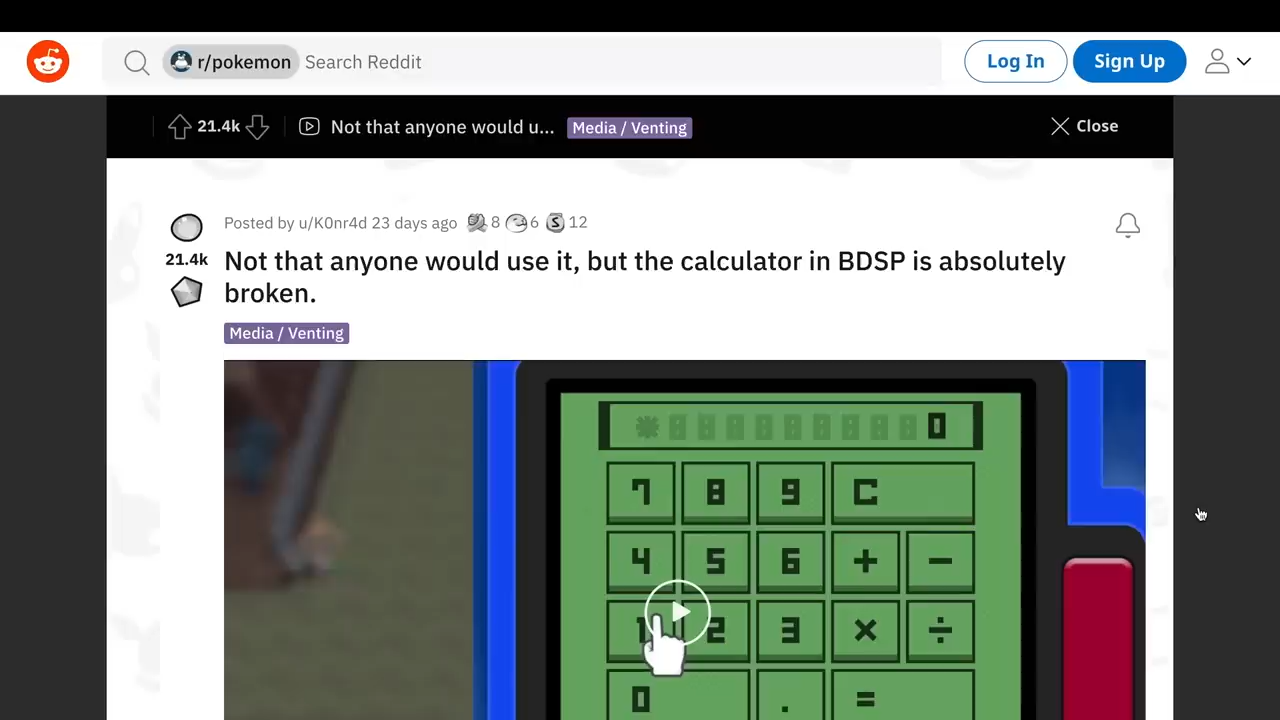 r/pokemon Search Reddit Log In Sign Up
21.4k Not that anyone would u... Media / Venting Close
Posted by u/K0nr4d 23 days ago 8 6 S 12
21.4k
Not that anyone would use it, but the calculator in BDSP is absolutely
broken.
Media / Venting
0
7 8 9 C
4 5 6 + −
1 2 3 × ÷
0 . =